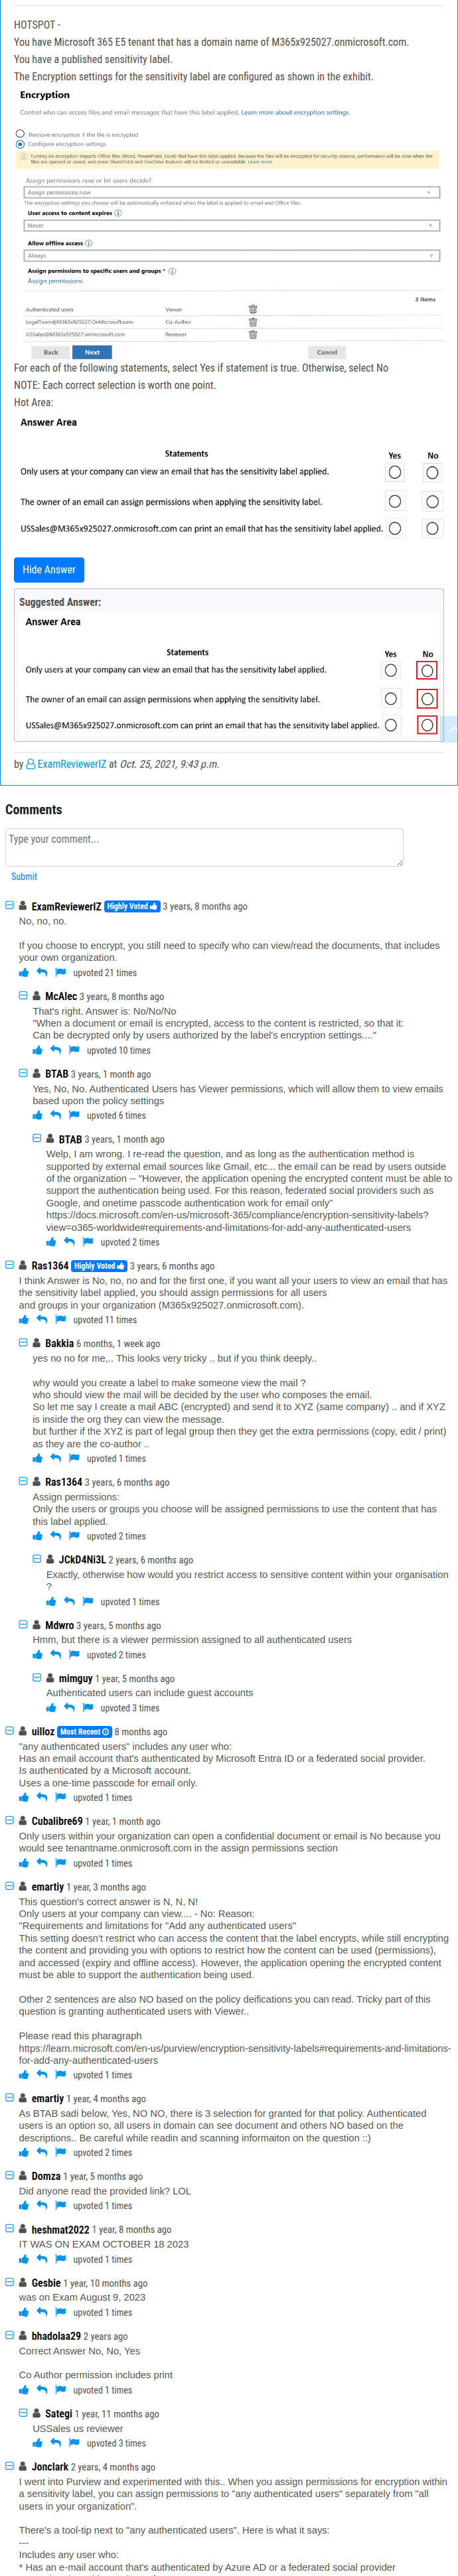 HOTSPOT -
You have Microsoft 365 E5 tenant that has a domain name of M365x925027.onmicrosoft.com.
You have a published sensitivity label.
The Encryption settings for the sensitivity label are configured as shown in the exhibit.
Encryption
Control who can access files and email messages that have this label applied. Learn more about encryption settings
Remove encryption if the file is encrypted
Configure encryption settings
Turning on encryption impacts Office files (Word, PowerPoint, Excel) that have this label applied. Because the files will be encrypted for security reasons, performance will be slow when the
files are opened or saved, and some SharePoint and OneDrive features will be limited or unavailable. Learn more
Assign permissions now or let users decide?
Assign permissions now
The encryption settings you choose will be automatically enforced when the label is applied to email and Office files.
User access to content expires
Never
Allow offline access
Always
Assign permissions to specific users and groups *
Assign permissions
3 items
Authenticated users Viewer
LegalTeam@M365x925027.OnMicrosoft.com Co-Author
USSales@M365x925027.onmicrosoft.com Reviewer
Back Next Cancel
For each of the following statements, select Yes if statement is true. Otherwise, select No
NOTE: Each correct selection is worth one point.
Hot Area:
Answer Area
Statements Yes No
Only users at your company can view an email that has the sensitivity label applied.
The owner of an email can assign permissions when applying the sensitivity label.
USSales@M365x925027.onmicrosoft.com can print an email that has the sensitivity label applied.
Hide Answer
Suggested Answer:
Answer Area
Statements Yes No
Only users at your company can view an email that has the sensitivity label applied.
The owner of an email can assign permissions when applying the sensitivity label.
USSales@M365x925027.onmicrosoft.com can print an email that has the sensitivity label applied.
by ExamReviewerIZ at Oct. 25, 2021, 9:43 p.m.
Comments
Type your comment...
Submit
ExamReviewerIZ Highly Voted 3 years, 8 months ago
No, no, no.
If you choose to encrypt, you still need to specify who can view/read the documents, that includes
your own organization.
upvoted 21 times
McAlec 3 years, 8 months ago
That's right. Answer is: No/No/No
"When a document or email is encrypted, access to the content is restricted, so that it:
Can be decrypted only by users authorized by the label's encryption settings...."
upvoted 10 times
BTAB 3 years, 1 month ago
Yes, No, No. Authenticated Users has Viewer permissions, which will allow them to view emails
based upon the policy settings
upvoted 6 times
BTAB 3 years, 1 month ago
Welp, I am wrong. I re-read the question, and as long as the authentication method is
supported by external email sources like Gmail, etc... the email can be read by users outside
of the organization -- "However, the application opening the encrypted content must be able to
support the authentication being used. For this reason, federated social providers such as
Google, and onetime passcode authentication work for email only"
https://docs.microsoft.com/en-us/microsoft-365/compliance/encryption-sensitivity-labels?
view=o365-worldwide#requirements-and-limitations-for-add-any-authenticated-users
upvoted 2 times
Ras1364 Highly Voted 3 years, 6 months ago
I think Answer is No, no, no and for the first one, if you want all your users to view an email that has
the sensitivity label applied, you should assign permissions for all users
and groups in your organization (M365x925027.onmicrosoft.com).
upvoted 11 times
Bakkia 6 months, 1 week ago
yes no no for me,.. This looks very tricky .. but if you think deeply..
why would you create a label to make someone view the mail ?
who should view the mail will be decided by the user who composes the email.
So let me say I create a mail ABC (encrypted) and send it to XYZ (same company) .. and if XYZ
is inside the org they can view the message.
but further if the XYZ is part of legal group then they get the extra permissions (copy, edit / print)
as they are the co-author ..
upvoted 1 times
Ras1364 3 years, 6 months ago
Assign permissions:
Only the users or groups you choose will be assigned permissions to use the content that has
this label applied.
upvoted 2 times
JCkD4Ni3L 2 years, 6 months ago
Exactly, otherwise how would you restrict access to sensitive content within your organisation
?
upvoted 1 times
Mdwro 3 years, 5 months ago
Hmm, but there is a viewer permission assigned to all authenticated users
upvoted 2 times
mimguy 1 year, 5 months ago
Authenticated users can include guest accounts
upvoted 3 times
uilloz Most Recent 8 months ago
"any authenticated users" includes any user who:
Has an email account that's authenticated by Microsoft Entra ID or a federated social provider.
Is authenticated by a Microsoft account.
Uses a one-time passcode for email only.
upvoted 1 times
Cubalibre69 1 year, 1 month ago
Only users within your organization can open a confidential document or email is No because you
would see tenantname.onmicrosoft.com in the assign permissions section
upvoted 1 times
emartiy 1 year, 3 months ago
This question's correct answer is N, N, N!
Only users at your company can view.... - No: Reason:
"Requirements and limitations for "Add any authenticated users"
This setting doesn't restrict who can access the content that the label encrypts, while still encrypting
the content and providing you with options to restrict how the content can be used (permissions),
and accessed (expiry and offline access). However, the application opening the encrypted content
must be able to support the authentication being used.
Other 2 sentences are also NO based on the policy deifications you can read. Tricky part of this
question is granting authenticated users with Viewer..
Please read this pharagraph
https://learn.microsoft.com/en-us/purview/encryption-sensitivity-labels#requirements-and-limitations-
for-add-any-authenticated-users
upvoted 1 times
emartiy 1 year, 4 months ago
As BTAB sadi below, Yes, NO NO, there is 3 selection for granted for that policy. Authenticated
users is an option so, all users in domain can see document and others NO based on the
descriptions.. Be careful while readin and scanning informaiton on the question ::)
upvoted 2 times
Domza 1 year, 5 months ago
Did anyone read the provided link? LOL
upvoted 1 times
heshmat2022 1 year, 8 months ago
IT WAS ON EXAM OCTOBER 18 2023
upvoted 1 times
Gesbie 1 year, 10 months ago
was on Exam August 9, 2023
upvoted 1 times
bhadolaa29 2 years ago
Correct Answer No, No, Yes
Co Author permission includes print
upvoted 1 times
Sategi 1 year, 11 months ago
USSales us reviewer
upvoted 3 times
Jonclark 2 years, 4 months ago
I went into Purview and experimented with this.. When you assign permissions for encryption within
a sensitivity label, you can assign permissions to "any authenticated users" separately from "all
users in your organization".
There's a tool-tip next to "any authenticated users". Here is what it says:
---
Includes any user who:
* Has an e-mail account that's authenticated by Azure AD or a federated social provider